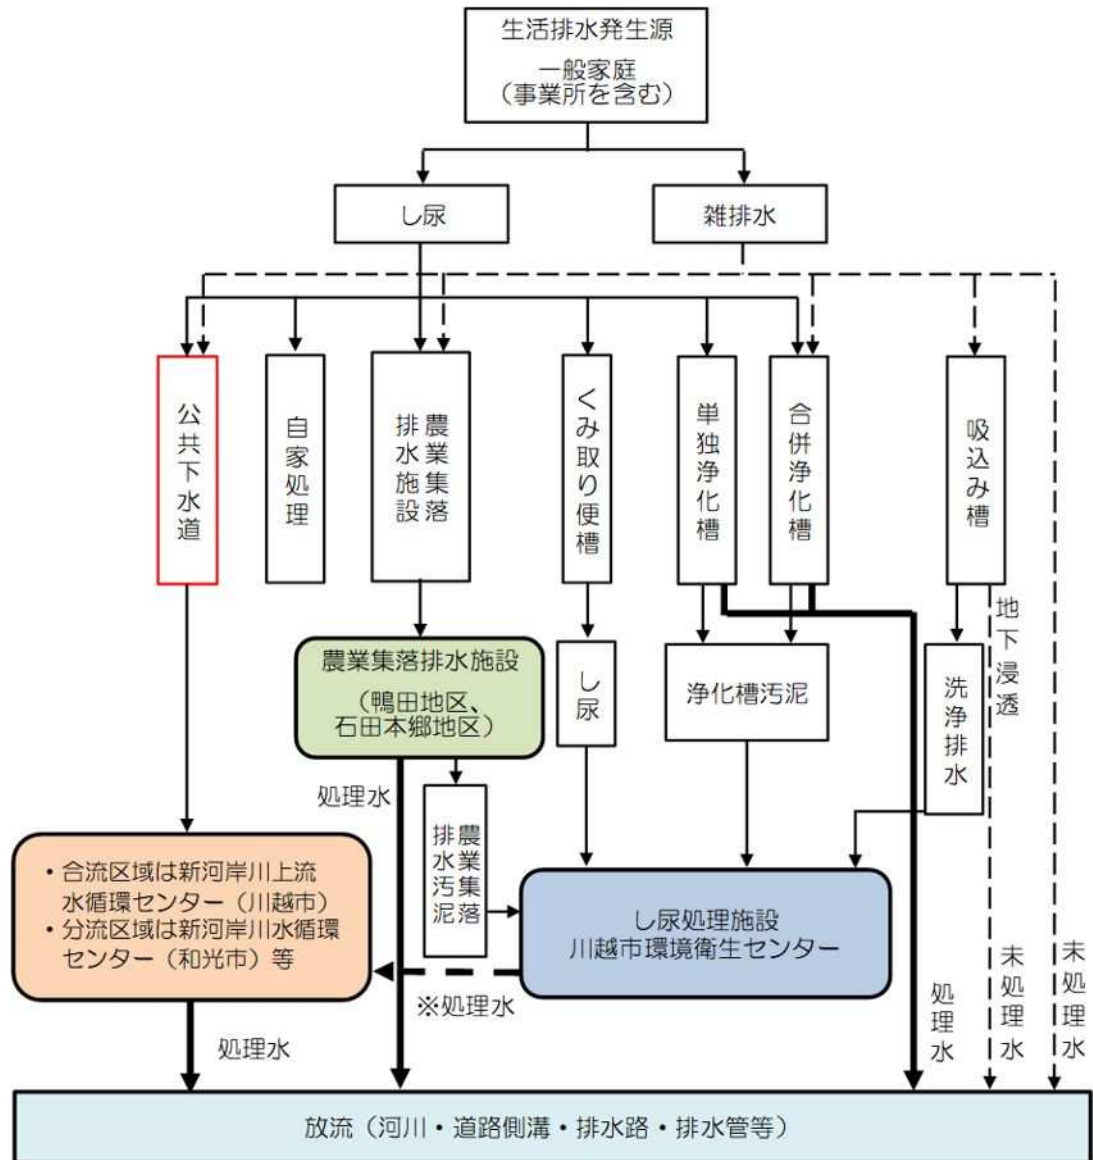 生活排水発生源
一般家庭
（事業所を含む）
し尿
雑排水
公共下水道
自家処理
農業集落
排水施設
くみ取り便槽
単独浄化槽
合併浄化槽
吸込み槽
地下浸透
農業集落排水施設
（鴨田地区、
石田本郷地区）
し尿
浄化槽汚泥
洗浄排水
処理水
農業集落
排水汚泥
・合流区域は新河岸川上流
水循環センター（川越市）
・分流区域は新河岸川水循環
センター（和光市）等
し尿処理施設
川越市環境衛生センター
※処理水
処理水
処理水
未処理水
未処理水
放流（河川・道路側溝・排水路・排水管等）